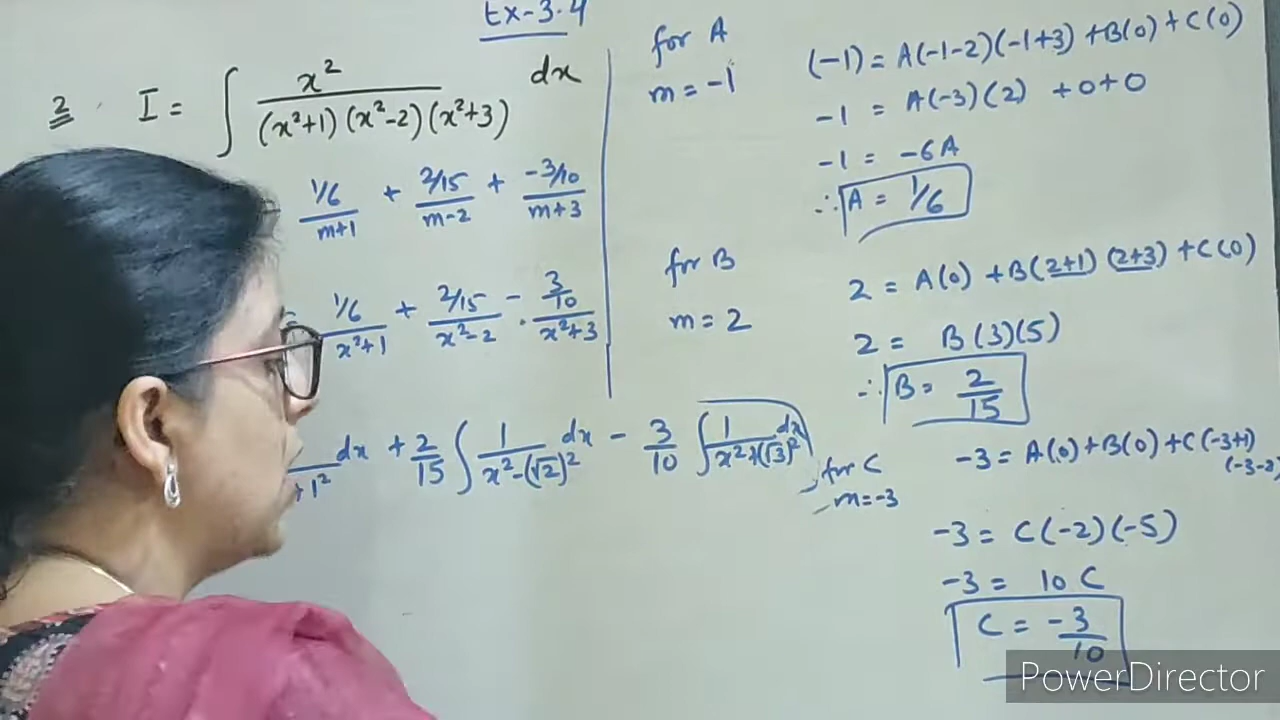 Ex-3.4
2 I = ∫ x² / (x²+1)(x²-2)(x²+3) dx
1/6 / m+1 + 2/15 / m-2 + -3/10 / m+3
= 1/6 / x²+1 + 2/15 / x²-2 - 3/10 / x²+3
+1² dx + 2/15 ∫ 1 / x²-(√2)² dx - 3/10 ∫ 1 / x²+(√3)² dx
for A
m = -1
(-1) = A(-1-2)(-1+3) + B(0) + C(0)
-1 = A(-3)(2) + 0 + 0
-1 = -6A
∴ A = 1/6
for B
m = 2
2 = A(0) + B(2+1)(2+3) + C(0)
2 = B(3)(5)
∴ B = 2/15
for C
m = -3
-3 = A(0) + B(0) + C(-3+1)
(-3-2)
-3 = C(-2)(-5)
-3 = 10 C
C = -3/10
PowerDirector